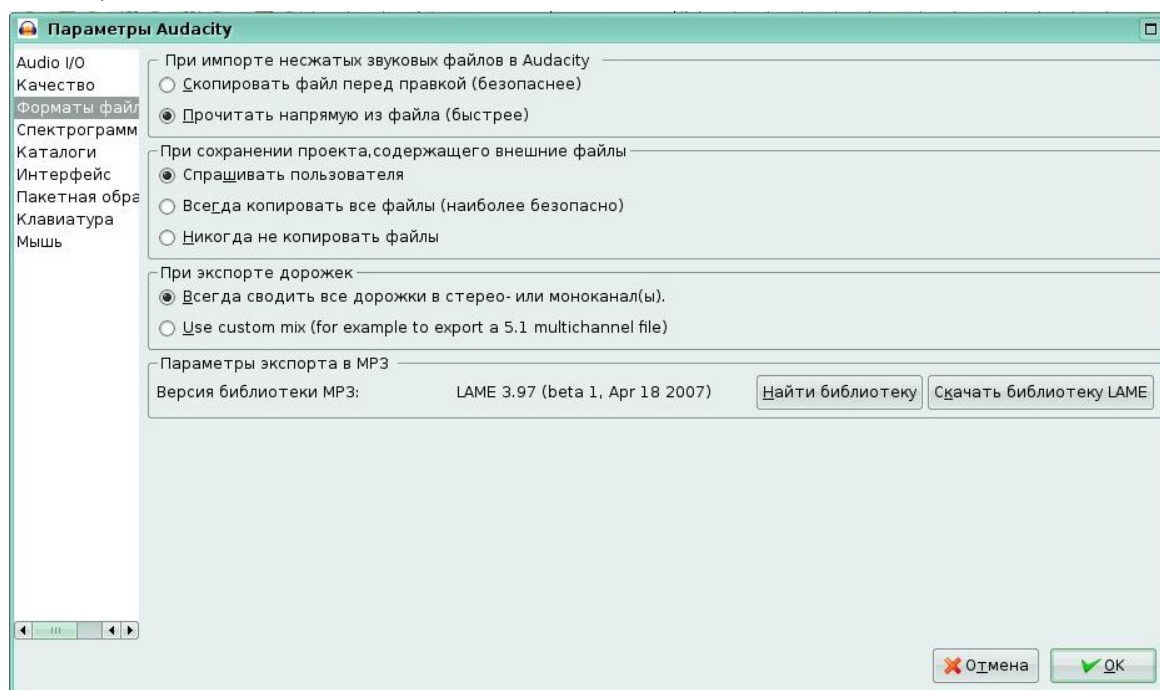 Параметры Audacity
Audio I/O
Качество
Форматы файл
Спектрограмм
Каталоги
Интерфейс
Пакетная обра
Клавиатура
Мышь
При импорте несжатых звуковых файлов в Audacity
Скопировать файл перед правкой (безопаснее)
Прочитать напрямую из файла (быстрее)
При сохранении проекта,содержащего внешние файлы
Спрашивать пользователя
Всегда копировать все файлы (наиболее безопасно)
Никогда не копировать файлы
При экспорте дорожек
Всегда сводить все дорожки в стерео- или моноканал(ы).
Use custom mix (for example to export a 5.1 multichannel file)
Параметры экспорта в MP3
Версия библиотеки MP3: LAME 3.97 (beta 1, Apr 18 2007) Найти библиотеку Скачать библиотеку LAME
Отмена OK